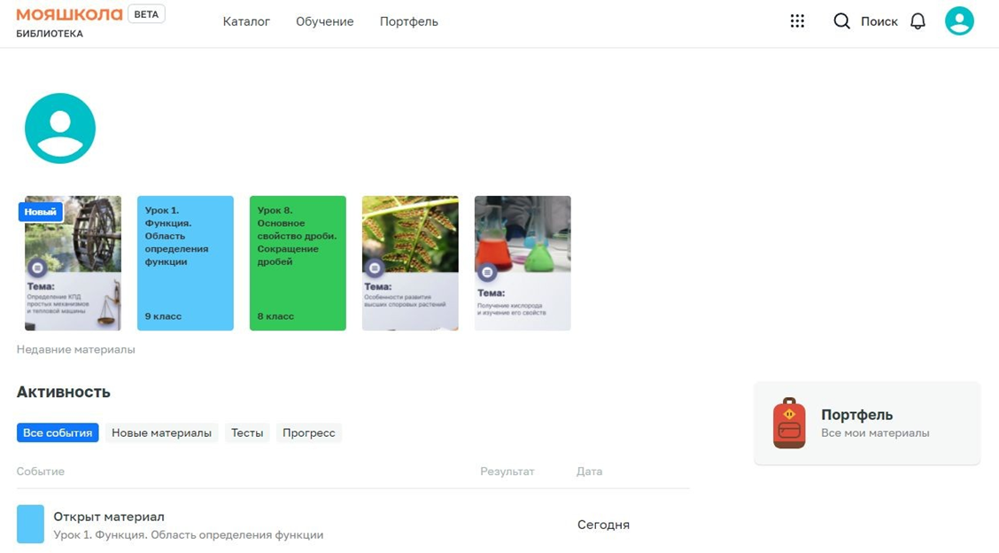 МОЯШКОЛА BETA
БИБЛИОТЕКА
Каталог Обучение Портфель
Поиск
Новый
Тема:
Определение КПД
простых механизмов
и тепловой машины
Урок 1.
Функция.
Область
определения
функции
9 класс
Урок 8.
Основное
свойство дроби.
Сокращение
дробей
8 класс
Тема:
Особенности развития
высших споровых растений
Тема:
Получение кислорода
и изучение его свойств
Недавние материалы
Активность
Все события Новые материалы Тесты Прогресс
Событие Результат Дата
Открыт материал
Урок 1. Функция. Область определения функции
Сегодня
Портфель
Все мои материалы